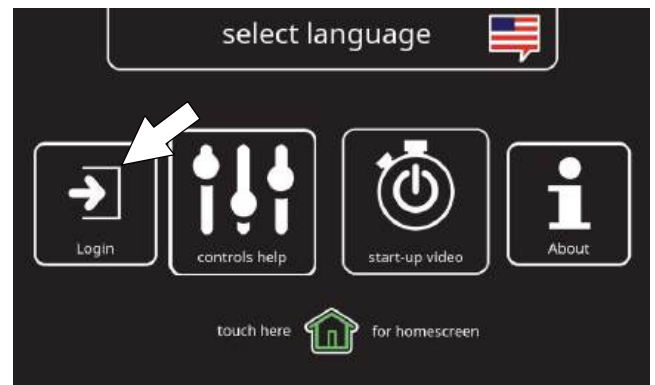 select language
Login
controls help
start-up video
About
touch here for homescreen